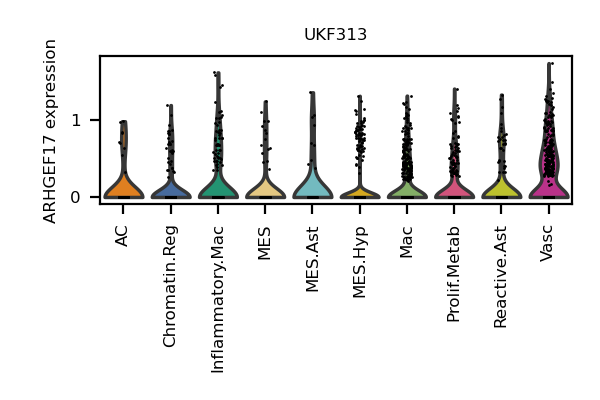 UKF313
ARHGEF17 expression
1
0
AC
Chromatin.Reg
Inflammatory.Mac
MES
MES.Ast
MES.Hyp
Mac
Prolif.Metab
Reactive.Ast
Vasc